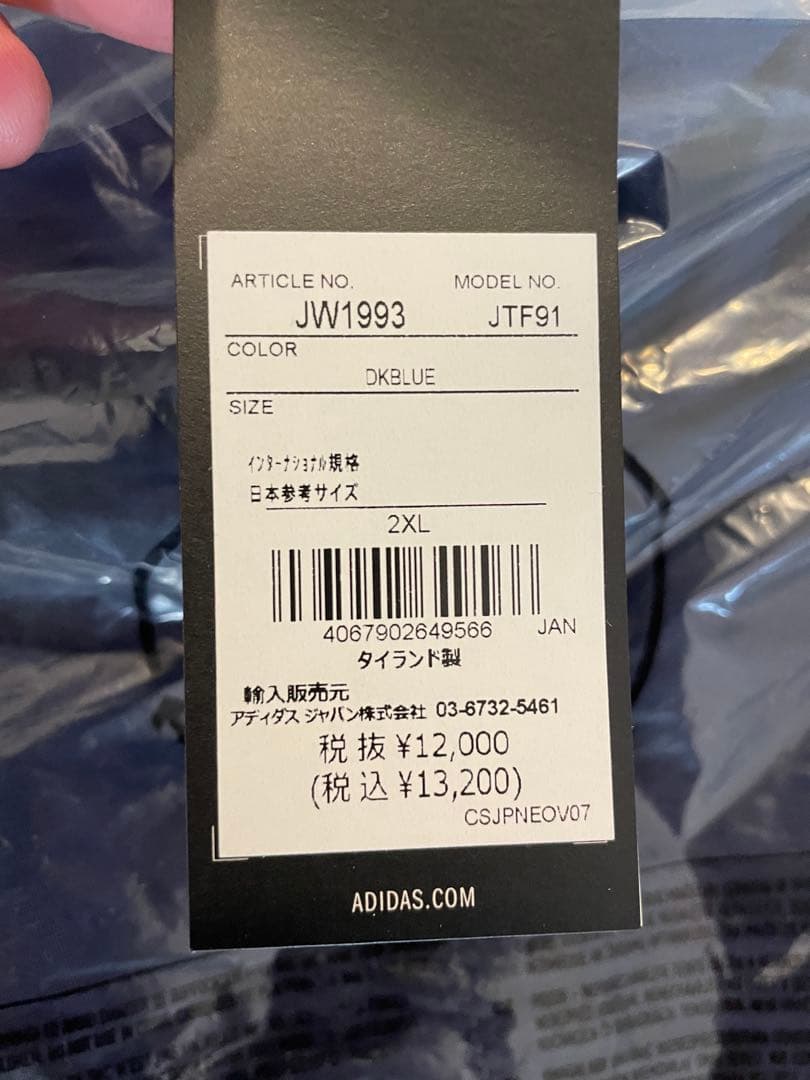 ARTICLE NO. MODEL NO.
JW1993 JTF91
COLOR
DKBLUE
SIZE
インターナショナル規格
日本参考サイズ
2XL
4067902649566 JAN
タイランド製
輸入販売元
アディダス ジャパン株式会社 03-6732-5461
税抜 ¥12,000
(税込 ¥13,200)
CSJPNEOV07
ADIDAS.COM